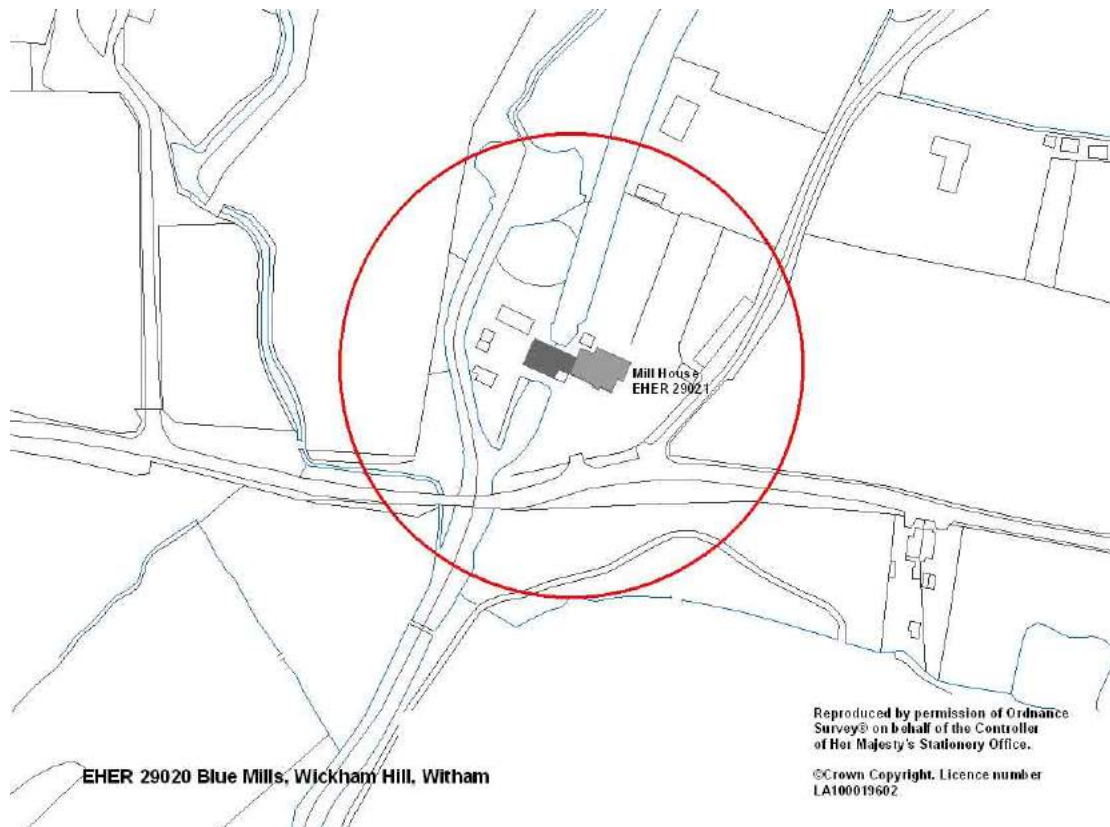 Mill House
EHER 29021
Reproduced by permission of Ordnance
Survey® on behalf of the Controller
of Her Majesty's Stationery Office.
©Crown Copyright. Licence number
LA100019602
EHER 29020 Blue Mills, Wickham Hill, Witham